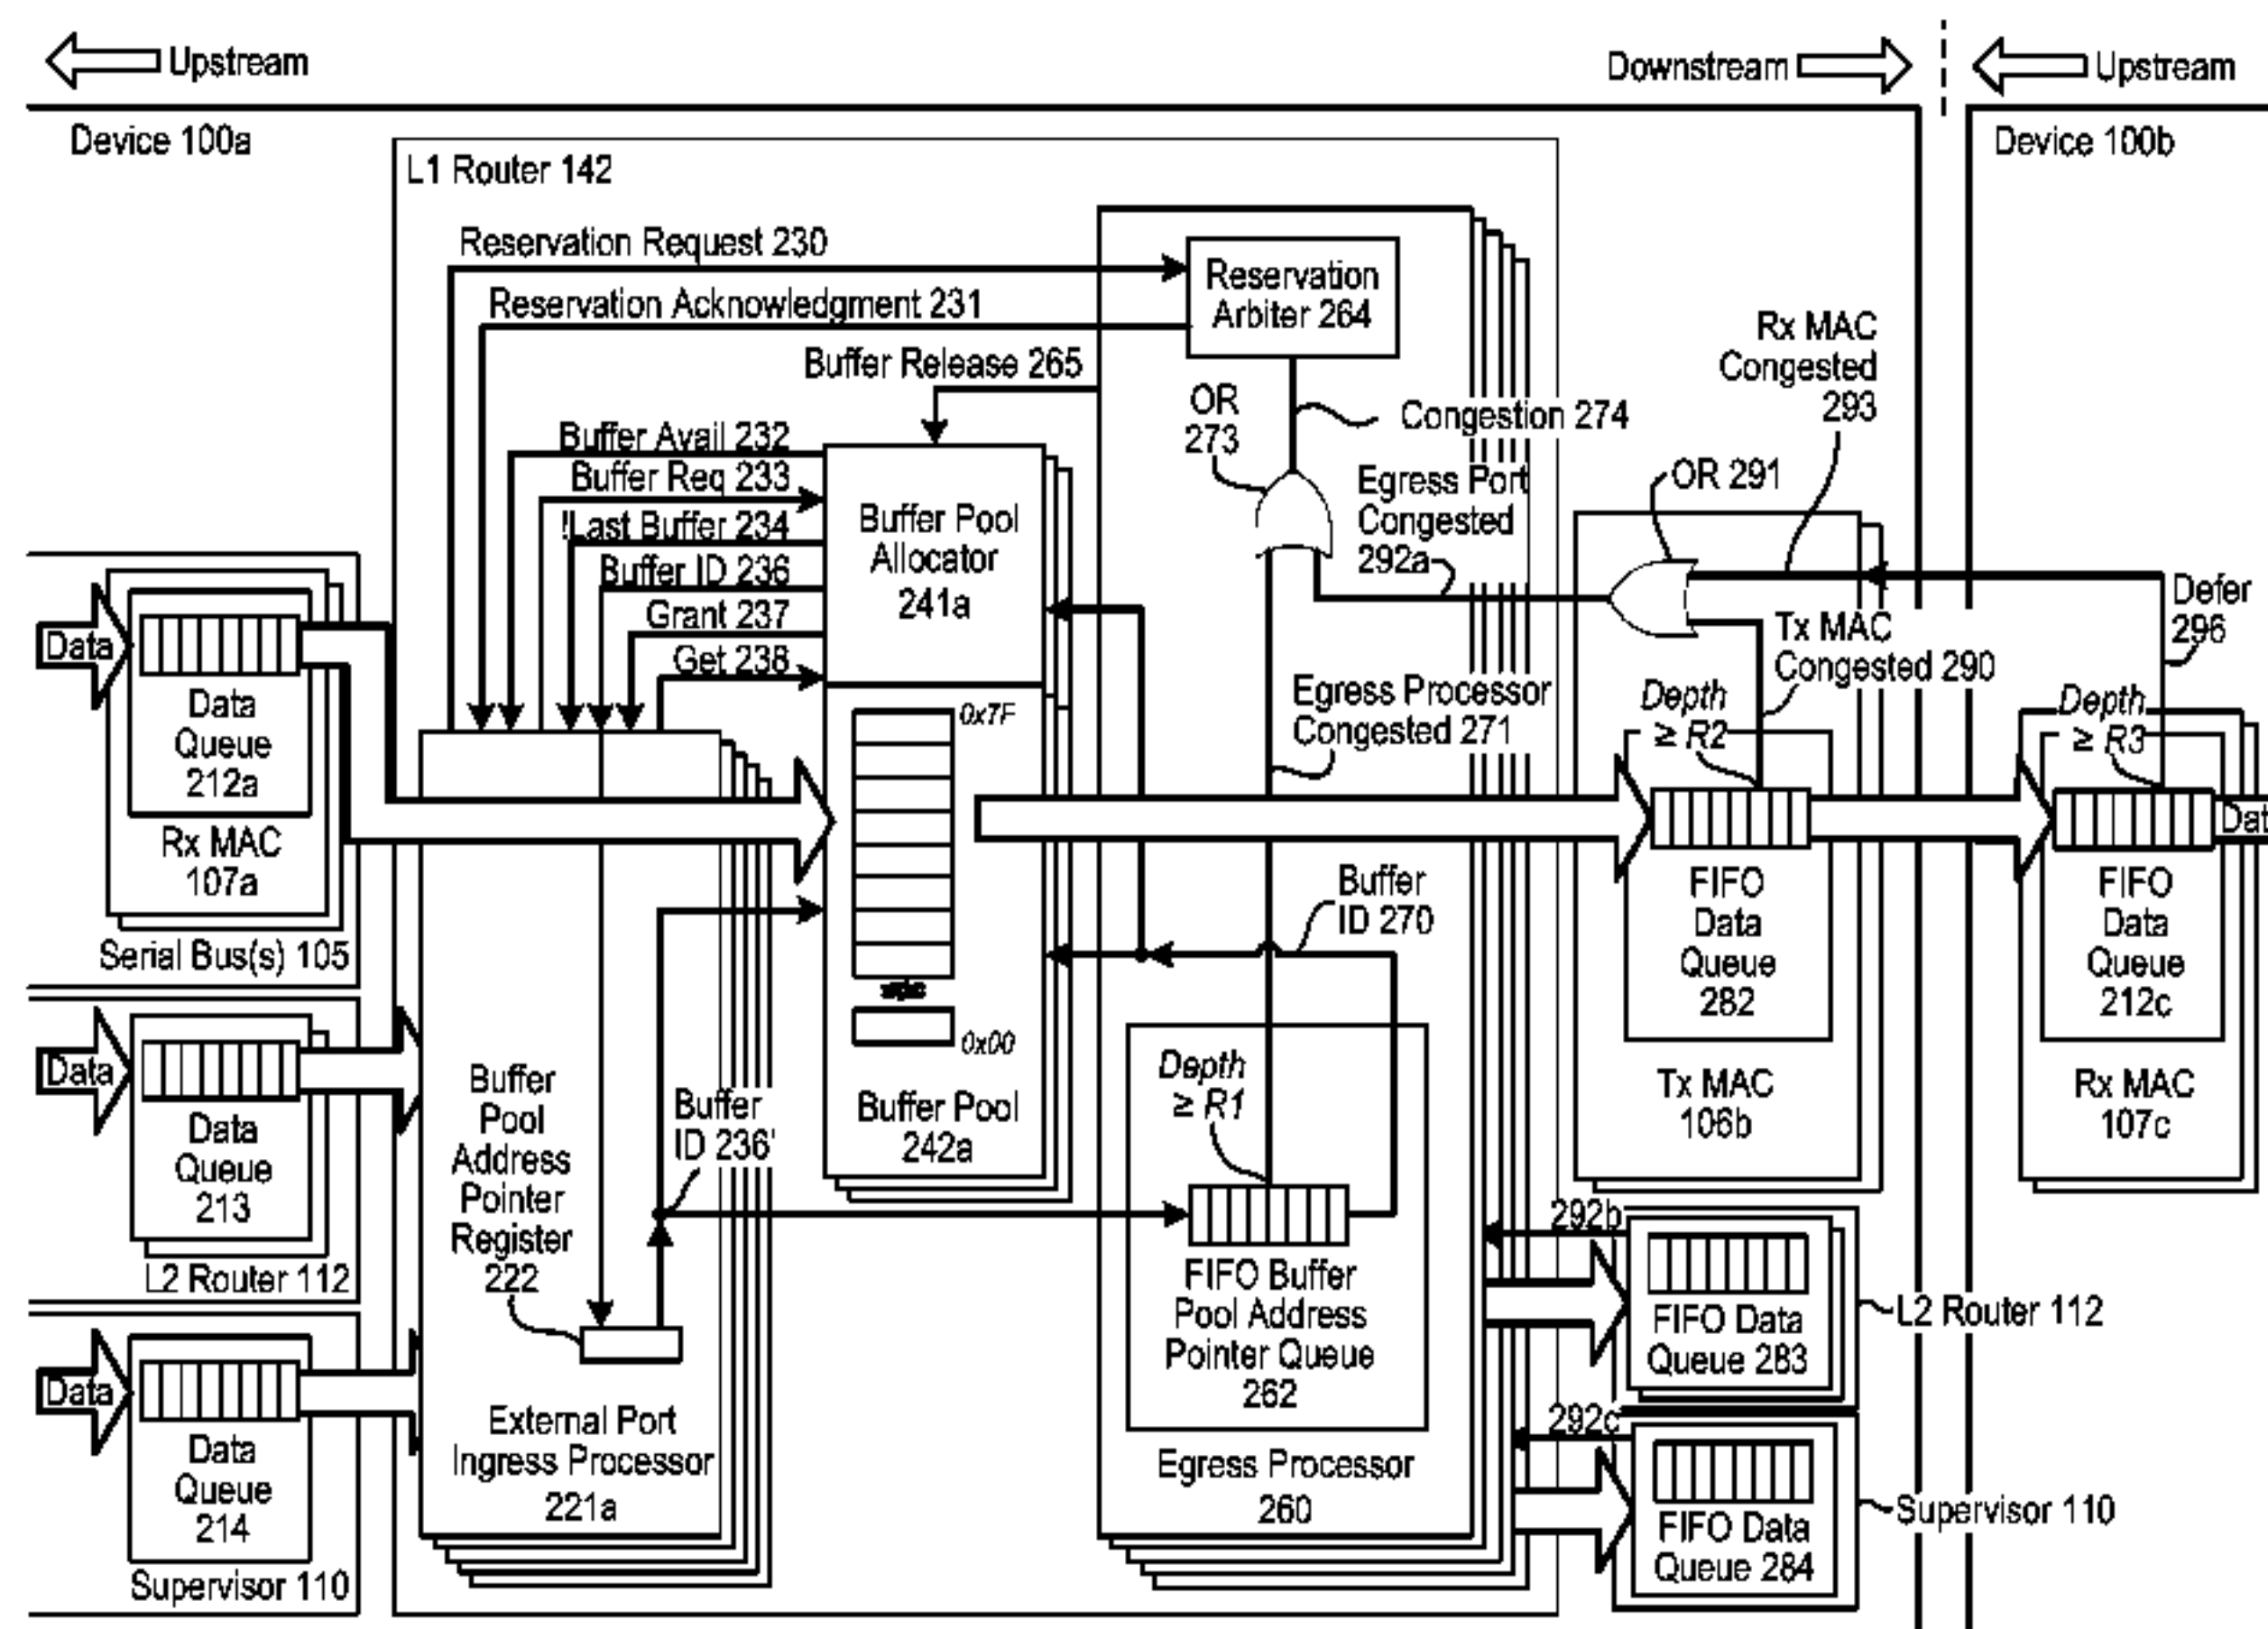 Upstream
Downstream
Upstream
Device 100a
Device 100b
L1 Router 142
Reservation Request 230
Reservation Acknowledgment 231
Reservation
Arbiter 264
Buffer Release 265
OR
273
Congestion 274
Rx MAC
Congested
293
Buffer Avail 232
Buffer Req 233
!Last Buffer 234
Buffer ID 236
Grant 237
Get 238
Buffer Pool
Allocator
241a
Egress Port
Congested
292a
OR 291
Defer
296
Tx MAC
Congested 290
Egress Processor
Congested 271
Depth
≥ R2
Depth
≥ R3
Data
Data
Queue
212a
Rx MAC
107a
Serial Bus(s) 105
0x7F
0x00
Buffer Pool
242a
Buffer
ID 270
FIFO
Data
Queue
282
Tx MAC
106b
Dat
FIFO
Data
Queue
212c
Rx MAC
107c
Data
Data
Queue
213
L2 Router 112
Buffer
Pool
Address
Pointer
Register
222
Buffer
ID 236'
Depth
≥ R1
FIFO Buffer
Pool Address
Pointer Queue
262
Egress Processor
260
292b
FIFO Data
Queue 283
L2 Router 112
Data
Data
Queue
214
Supervisor 110
External Port
Ingress Processor
221a
292c
FIFO Data
Queue 284
Supervisor 110